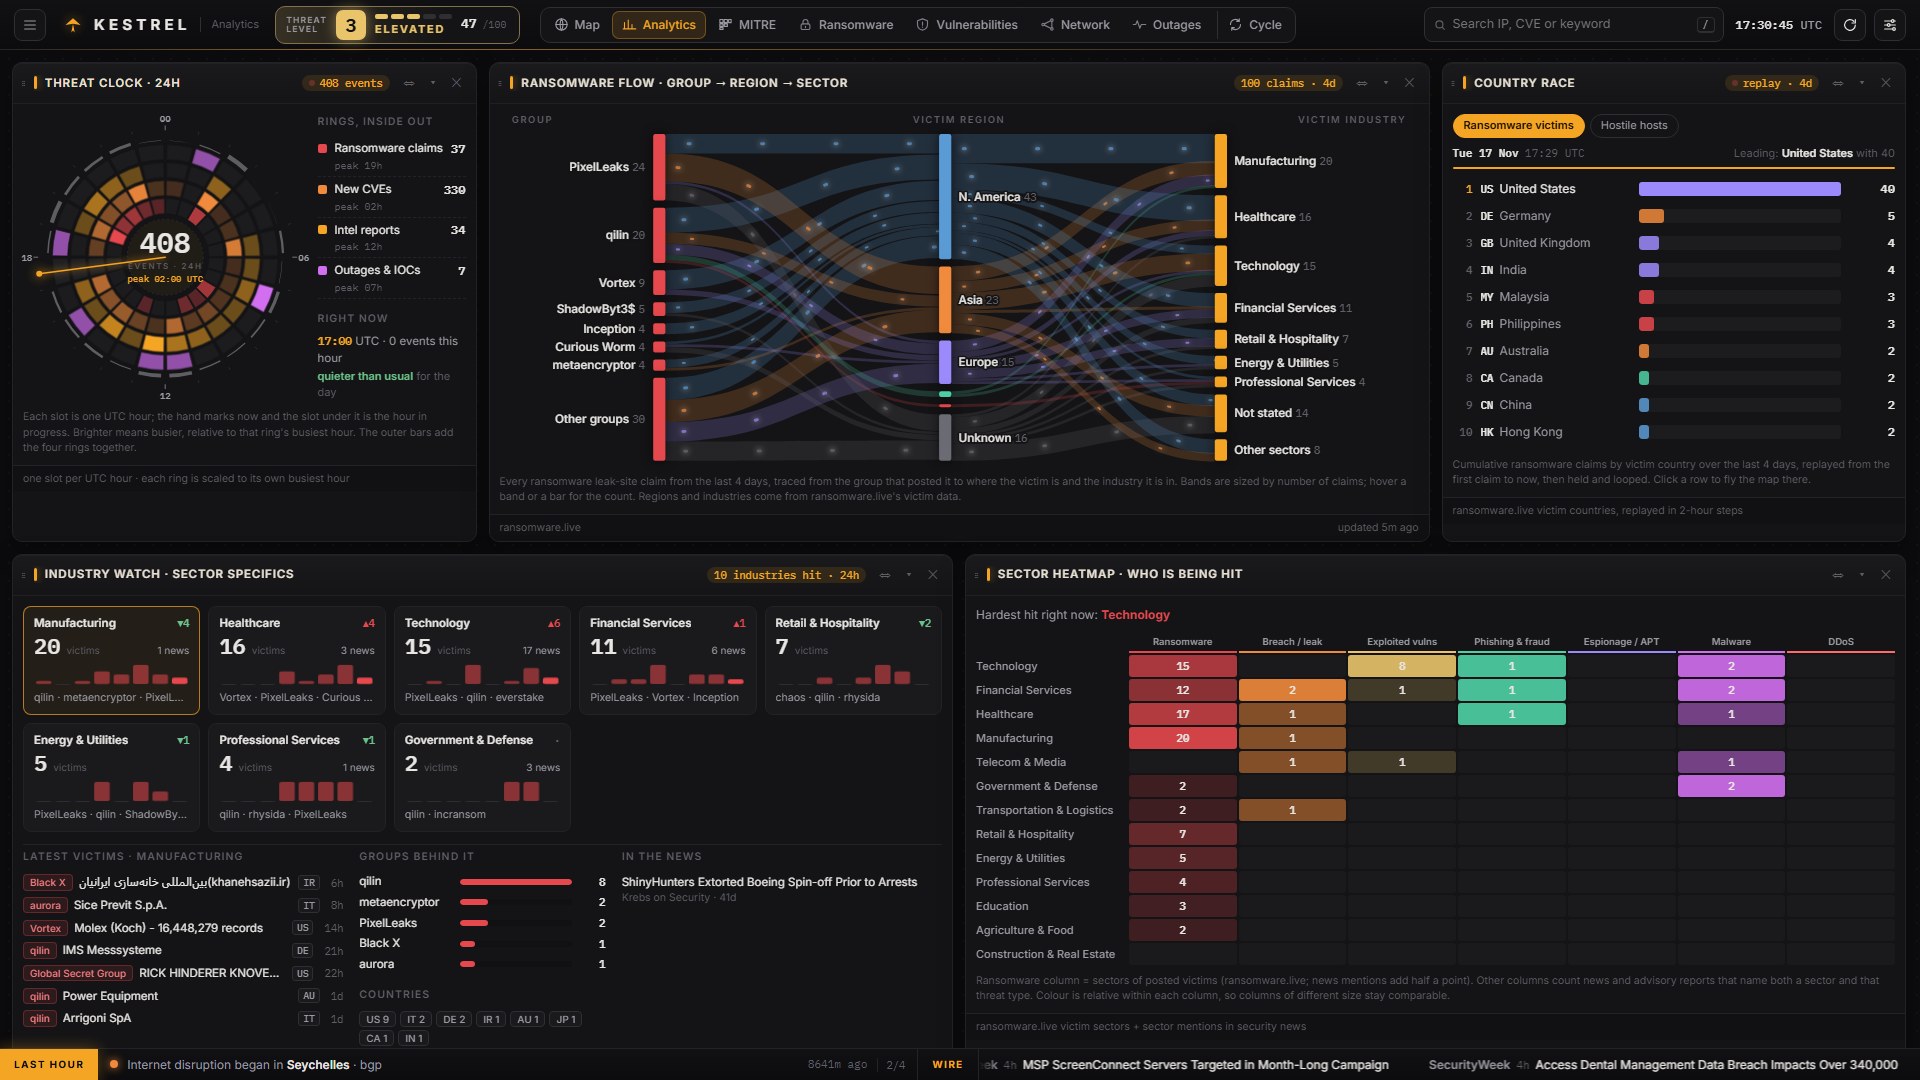 KESTREL
Analytics
THREAT LEVEL
3
ELEVATED
47 /100
Map
Analytics
MITRE
Ransomware
Vulnerabilities
Network
Outages
Cycle
Search IP, CVE or keyword
/
17:30:45 UTC
THREAT CLOCK · 24H
408 events
00
06
12
18
408
EVENTS · 24H
peak 02:00 UTC
RINGS, INSIDE OUT
Ransomware claims 37
peak 19h
New CVEs 330
peak 02h
Intel reports 34
peak 12h
Outages & IOCs 7
peak 07h
RIGHT NOW
17:00 UTC · 0 events this
hour
quieter than usual for the
day
Each slot is one UTC hour; the hand marks now and the slot under it is the hour in
progress. Brighter means busier, relative to that ring's busiest hour. The outer bars add
the four rings together.
one slot per UTC hour · each ring is scaled to its own busiest hour
RANSOMWARE FLOW · GROUP → REGION → SECTOR
100 claims · 4d
GROUP
VICTIM REGION
VICTIM INDUSTRY
PixelLeaks 24
qilin 20
Vortex 9
ShadowByt3$ 5
Inception 4
Curious Worm 4
metaencryptor 4
Other groups 30
N. America 43
Asia 23
Europe 15
Unknown 16
Manufacturing 20
Healthcare 16
Technology 15
Financial Services 11
Retail & Hospitality 7
Energy & Utilities 5
Professional Services 4
Not stated 14
Other sectors 8
Every ransomware leak-site claim from the last 4 days, traced from the group that posted it to where the victim is and the industry it is in. Bands are sized by number of claims; hover a
band or a bar for the count. Regions and industries come from ransomware.live's victim data.
ransomware.live
updated 5m ago
COUNTRY RACE
replay · 4d
Ransomware victims
Hostile hosts
Tue 17 Nov 17:29 UTC
Leading: United States with 40
1 US United States 40
2 DE Germany 5
3 GB United Kingdom 4
4 IN India 4
5 MY Malaysia 3
6 PH Philippines 3
7 AU Australia 2
8 CA Canada 2
9 CN China 2
10 HK Hong Kong 2
Cumulative ransomware claims by victim country over the last 4 days, replayed from the
first claim to now, then held and looped. Click a row to fly the map there.
ransomware.live victim countries, replayed in 2-hour steps
INDUSTRY WATCH · SECTOR SPECIFICS
10 industries hit · 24h
Manufacturing ▾4
20 victims 1 news
qilin · metaencryptor · PixelL...
Healthcare ▴4
16 victims 3 news
Vortex · PixelLeaks · Curious ...
Technology ▴6
15 victims 17 news
PixelLeaks · qilin · everstake
Financial Services ▴1
11 victims 6 news
PixelLeaks · Vortex · Inception
Retail & Hospitality ▾2
7 victims
chaos · qilin · rhysida
Energy & Utilities ▾1
5 victims
PixelLeaks · qilin · ShadowBy...
Professional Services ▾1
4 victims 1 news
qilin · rhysida · PixelLeaks
Government & Defense ·
2 victims 3 news
qilin · Incransom
LATEST VICTIMS · MANUFACTURING
Black X بین‌المللی خانه‌سازی ایرانیان(khanehsazii.ir) IR 6h
aurora Sice Previt S.p.A. IT 8h
Vortex Molex (Koch) - 16,448,279 records US 14h
qilin IMS Messsysteme DE 21h
Global Secret Group RICK HINDERER KNOVE... US 22h
qilin Power Equipment AU 1d
qilin Arrigoni SpA IT 1d
GROUPS BEHIND IT
qilin 8
metaencryptor 2
PixelLeaks 2
Black X 1
aurora 1
COUNTRIES
US 9 IT 2 DE 2 IR 1 AU 1 JP 1
CA 1 IN 1
IN THE NEWS
ShinyHunters Extorted Boeing Spin-off Prior to Arrests
Krebs on Security · 41d
SECTOR HEATMAP · WHO IS BEING HIT
Hardest hit right now: Technology
Ransomware Breach / leak Exploited vulns Phishing & fraud Espionage / APT Malware DDoS
Technology 15 8 1 2
Financial Services 12 2 1 1 2
Healthcare 17 1 1 1
Manufacturing 20 1
Telecom & Media 1 1 1
Government & Defense 2 2
Transportation & Logistics 2 1
Retail & Hospitality 7
Energy & Utilities 5
Professional Services 4
Education 3
Agriculture & Food 2
Construction & Real Estate
Ransomware column = sectors of posted victims (ransomware.live; news mentions add half a point). Other columns count news and advisory reports that name both a sector and that
threat type. Colour is relative within each column, so columns of different size stay comparable.
ransomware.live victim sectors + sector mentions in security news
LAST HOUR
Internet disruption began in Seychelles · bgp
8641m ago 2/4
WIRE
ek 4h MSP ScreenConnect Servers Targeted in Month-Long Campaign
SecurityWeek 4h Access Dental Management Data Breach Impacts Over 340,000